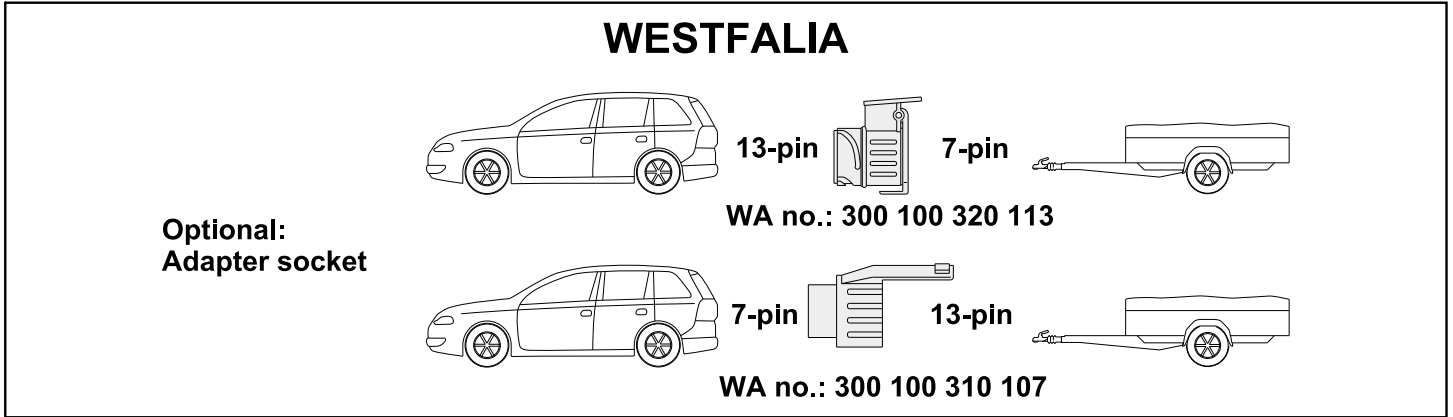 WESTFALIA
13-pin 7-pin
WA no.: 300 100 320 113
Optional:
Adapter socket
7-pin 13-pin
WA no.: 300 100 310 107